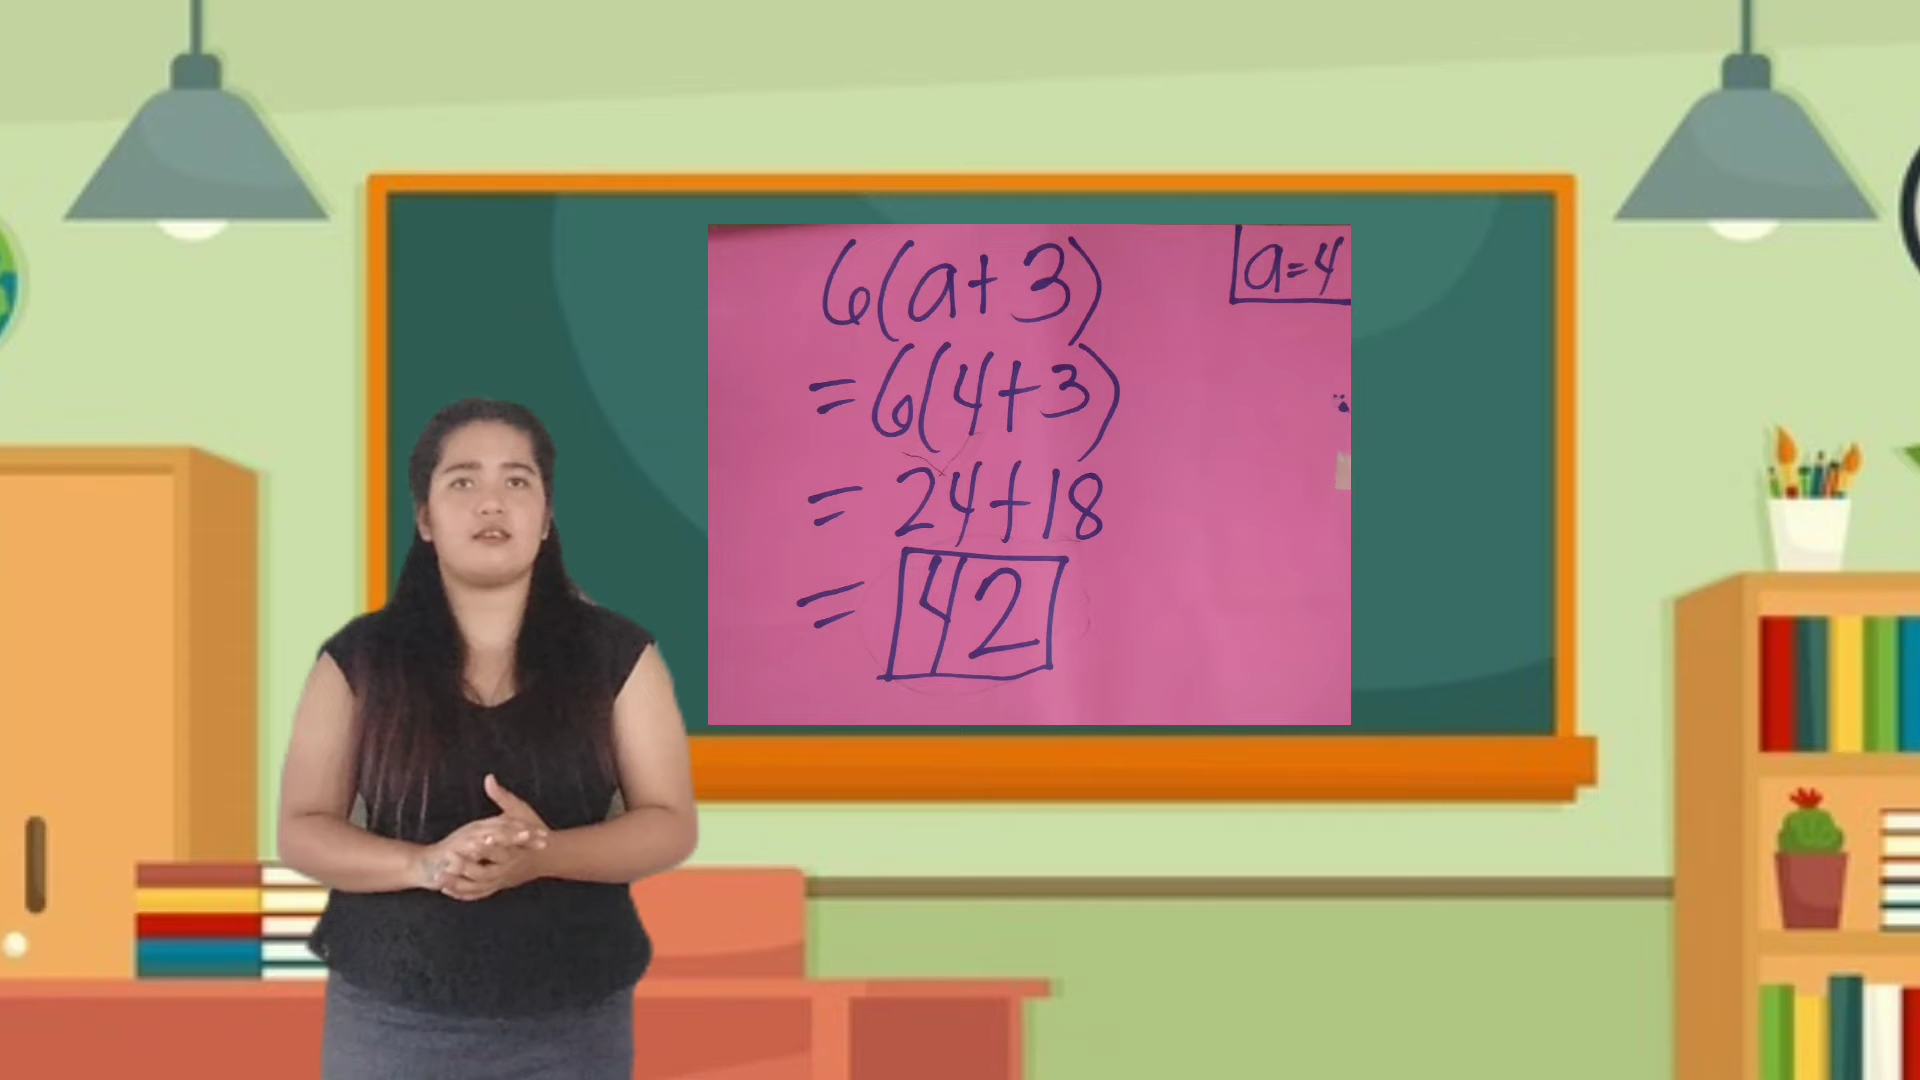 6(a+3)
a=4
=6(4+3)
= 24+18
= 42